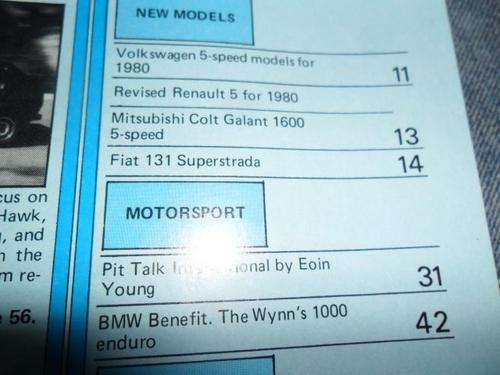 NEW MODELS
Volkswagen 5-speed models for
1980 11
Revised Renault 5 for 1980
Mitsubishi Colt Galant 1600
5-speed 13
Fiat 131 Superstrada 14
MOTORSPORT
Pit Talk by Eoin
Young 31
BMW Benefit. The Wynn's 1000
enduro 42
cus on
Hawk,
, and
the
m re-
56.